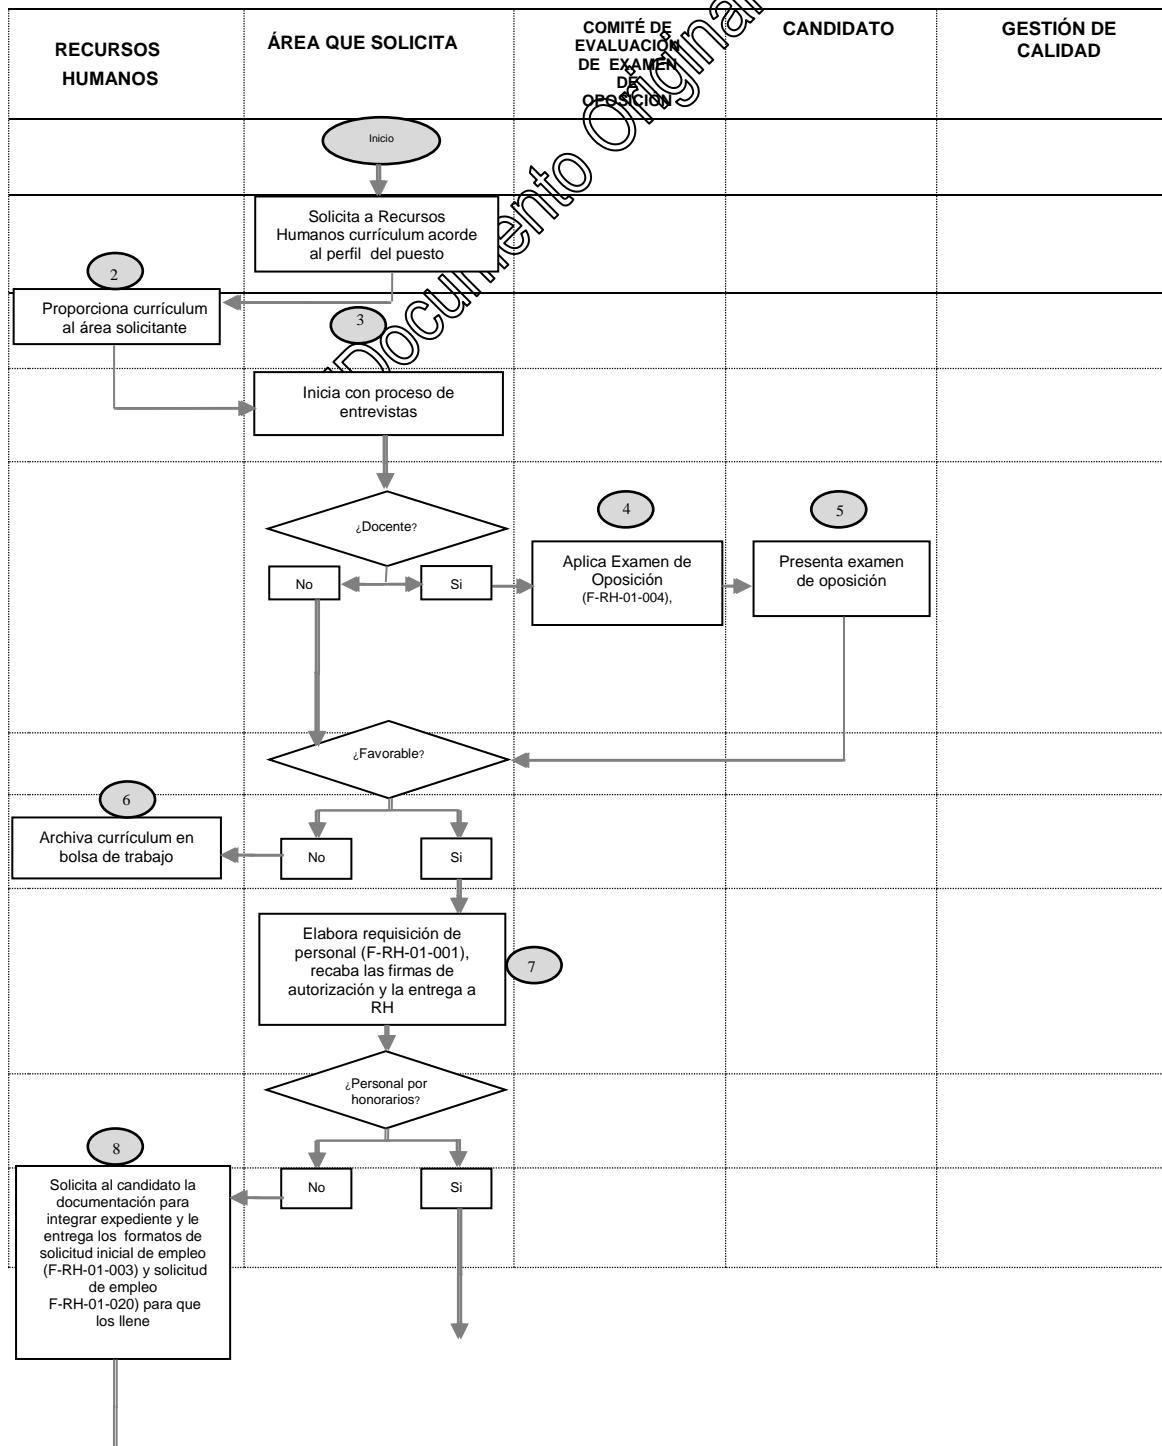 RECURSOS
HUMANOS
ÁREA QUE SOLICITA
COMITÉ DE
EVALUACIÓN
DE EXAMEN
DE
OPOSICIÓN
CANDIDATO
GESTIÓN DE
CALIDAD
Documento Original
Inicio
Solicita a Recursos
Humanos currículum acorde
al perfil del puesto
2
Proporciona currículum
al área solicitante
3
Inicia con proceso de
entrevistas
¿Docente?
No
Si
4
Aplica Examen de
Oposición
(F-RH-01-004),
5
Presenta examen
de oposición
¿Favorable?
6
Archiva currículum en
bolsa de trabajo
No
Si
Elabora requisición de
personal (F-RH-01-001),
recaba las firmas de
autorización y la entrega a
RH
7
¿Personal por
honorarios?
8
No
Si
Solicita al candidato la
documentación para
integrar expediente y le
entrega los formatos de
solicitud inicial de empleo
(F-RH-01-003) y solicitud
de empleo
F-RH-01-020) para que
los llene